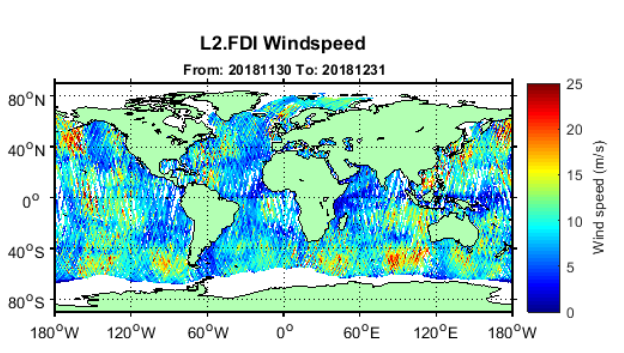 L2.FDI Windspeed
From: 20181130 To: 20181231
80°N
40°N
0°
40°S
80°S
180°W 120°W 60°W 0° 60°E 120°E 180°W
25
20
15
10
5
0
Wind speed (m/s)